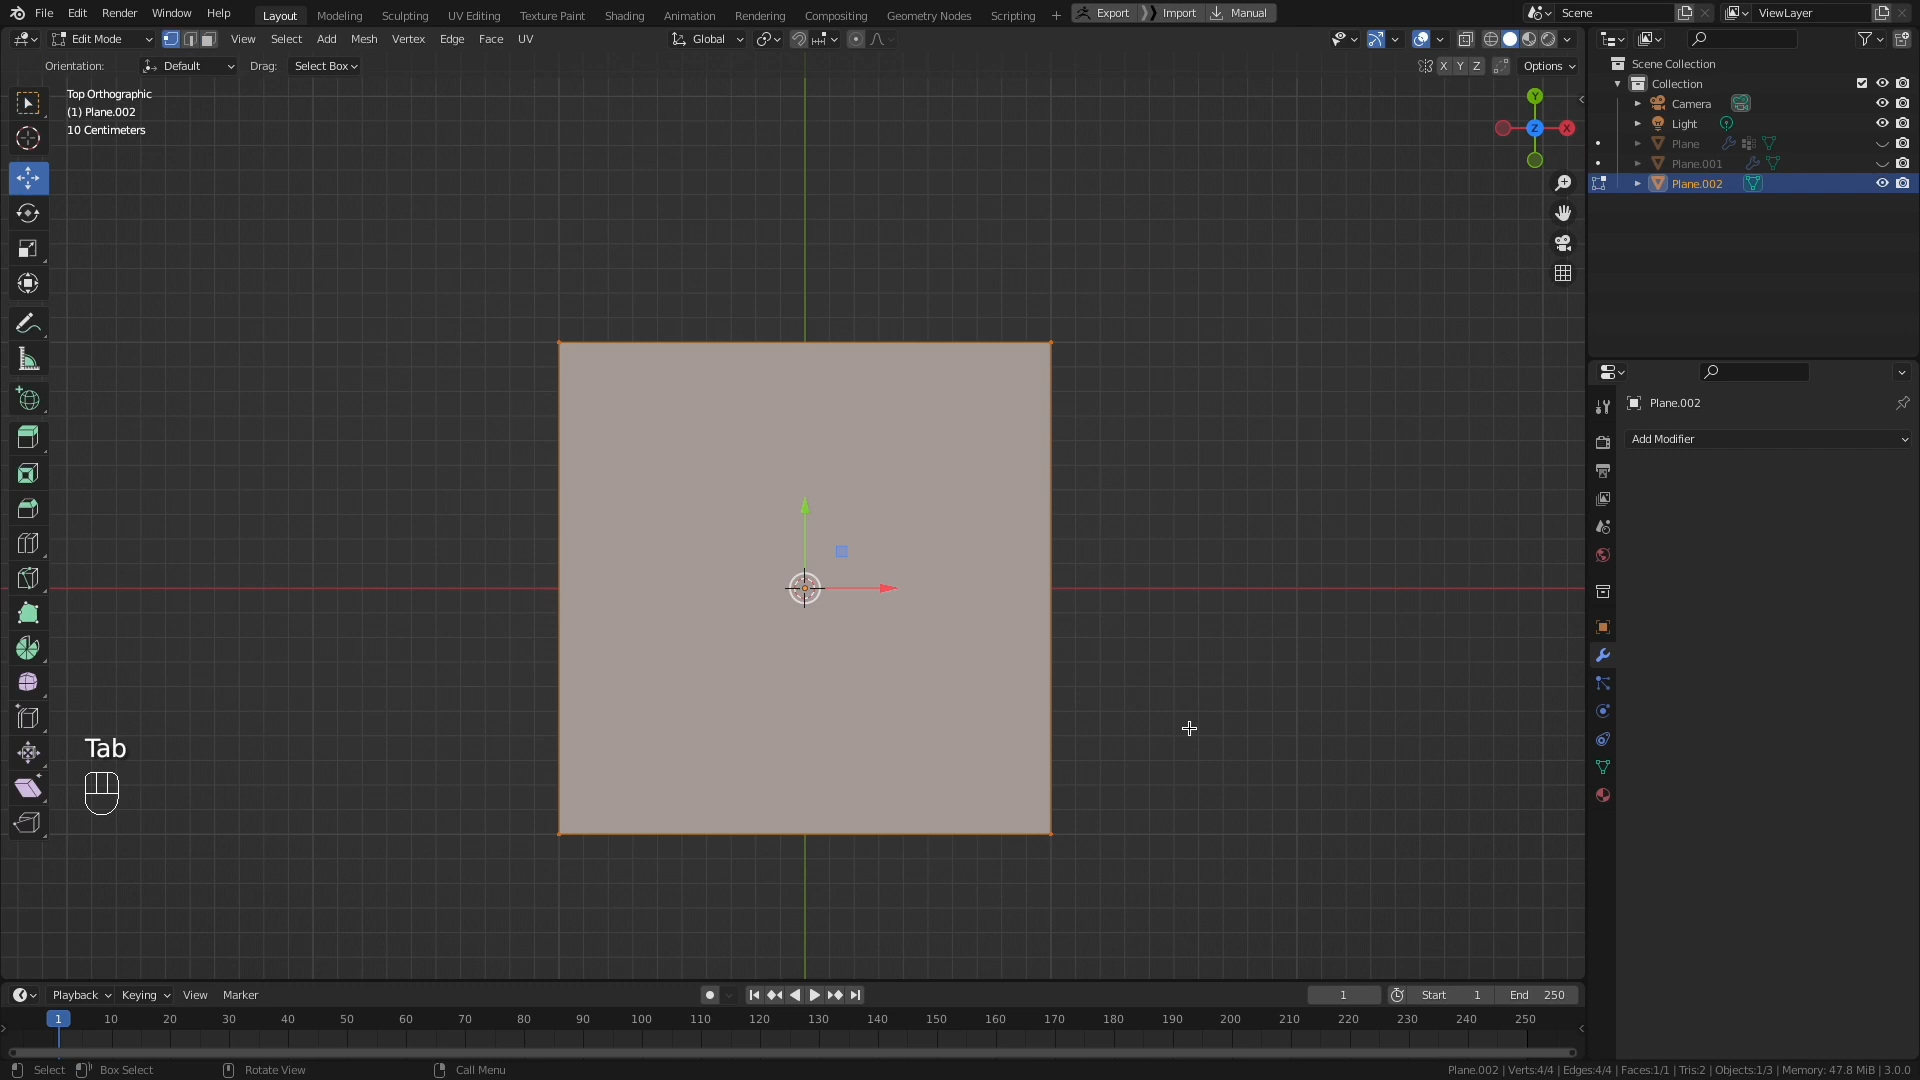 File Edit Render Window Help Layout Modeling Sculpting UV Editing Texture Paint Shading Animation Rendering Compositing Geometry Nodes Scripting + Export Import Manual Scene ViewLayer
Edit Mode View Select Add Mesh Vertex Edge Face UV Global
Orientation: Default Drag: Select Box X Y Z Options
Top Orthographic
(1) Plane.002
10 Centimeters
Y
Z X
Scene Collection
Collection
Camera
Light
Plane
Plane.001
Plane.002
Plane.002
Add Modifier
Tab
Playback Keying View Marker 1 Start 1 End 250
1 10 20 30 40 50 60 70 80 90 100 110 120 130 140 150 160 170 180 190 200 210 220 230 240 250
Select Box Select Rotate View Call Menu Plane.002 | Verts:4/4 | Edges:4/4 | Faces:1/1 | Tris:2 | Objects:1/3 | Memory: 47.8 MiB | 3.0.0